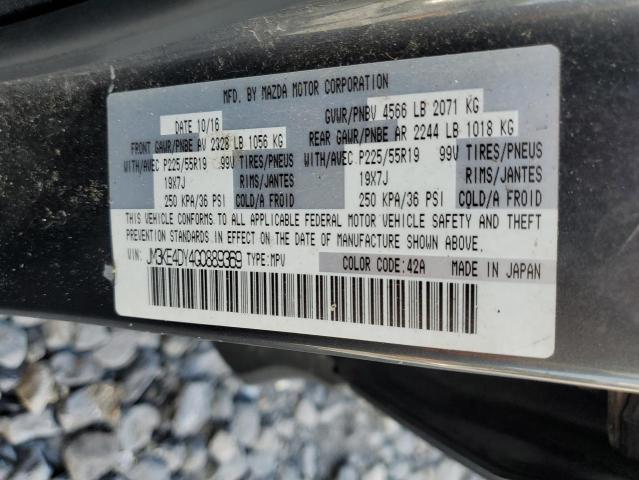 MFD. BY MAZDA MOTOR CORPORATION
DATE 10/16 GVWR/PNBV 4566 LB 2071 KG
FRONT GAWR/PNBE AV 2328 LB 1056 KG REAR GAWR/PNBE AR 2244 LB 1018 KG
WITH/AVEC P225/55R19 99V TIRES/PNEUS WITH/AVEC P225/55R19 99V TIRES/PNEUS
19X7J RIMS/JANTES 19X7J RIMS/JANTES
250 KPA/36 PSI COLD/A FROID 250 KPA/36 PSI COLD/A FROID
THIS VEHICLE CONFORMS TO ALL APPLICABLE FEDERAL MOTOR VEHICLE SAFETY AND THEFT
PREVENTION STANDARDS IN EFFECT ON THE DATE OF MANUFACTURE SHOWN ABOVE.
VIN: JM3KE4DY4G0889369 TYPE: MPV COLOR CODE: 42A MADE IN JAPAN